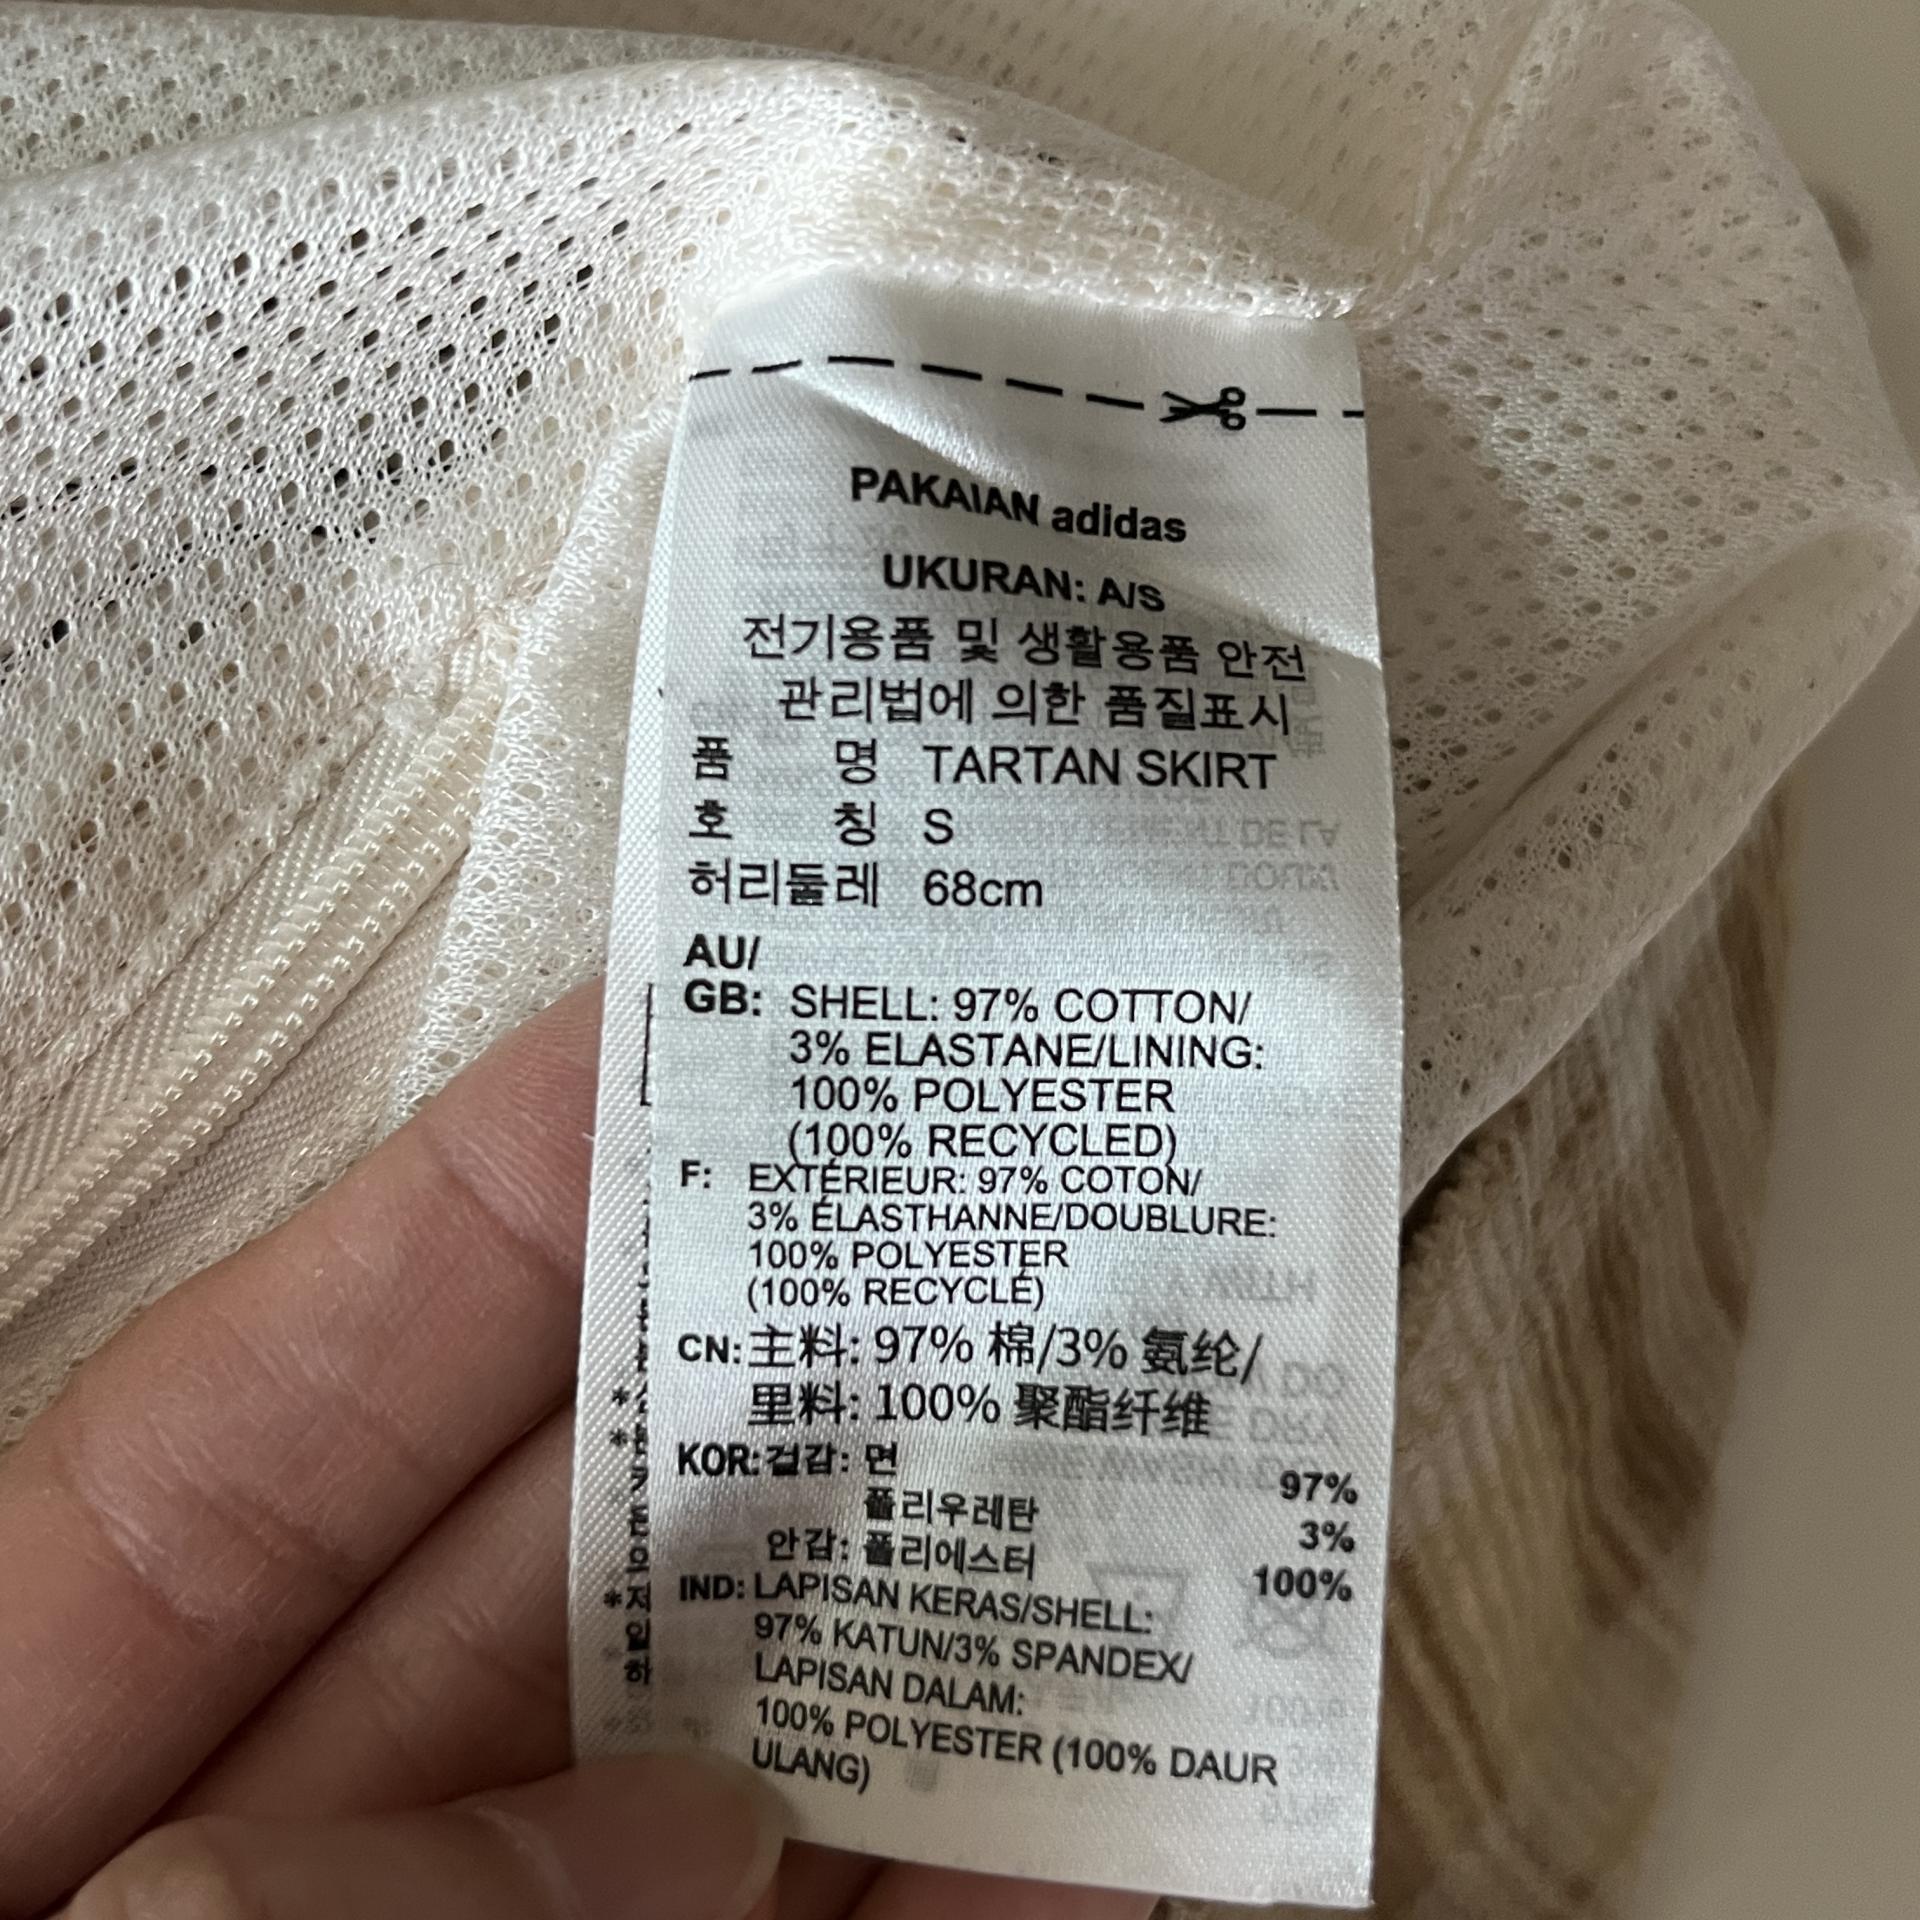 PAKAIAN adidas
UKURAN: A/S
전기용품 및 생활용품 안전
관리법에 의한 품질표시
품 명 TARTAN SKIRT
호 칭 S
허리둘레 68cm
AU/
GB: SHELL: 97% COTTON/
3% ELASTANE/LINING:
100% POLYESTER
(100% RECYCLED)
F: EXTÉRIEUR: 97% COTON/
3% ÉLASTHANNE/DOUBLURE:
100% POLYESTER
(100% RECYCLÉ)
CN: 主料: 97% 棉/3% 氨纶/
里料: 100% 聚酯纤维
KOR: 겉감: 면 97%
폴리우레탄 3%
안감: 폴리에스터 100%
IND: LAPISAN KERAS/SHELL:
97% KATUN/3% SPANDEX/
LAPISAN DALAM:
100% POLYESTER (100% DAUR
ULANG)